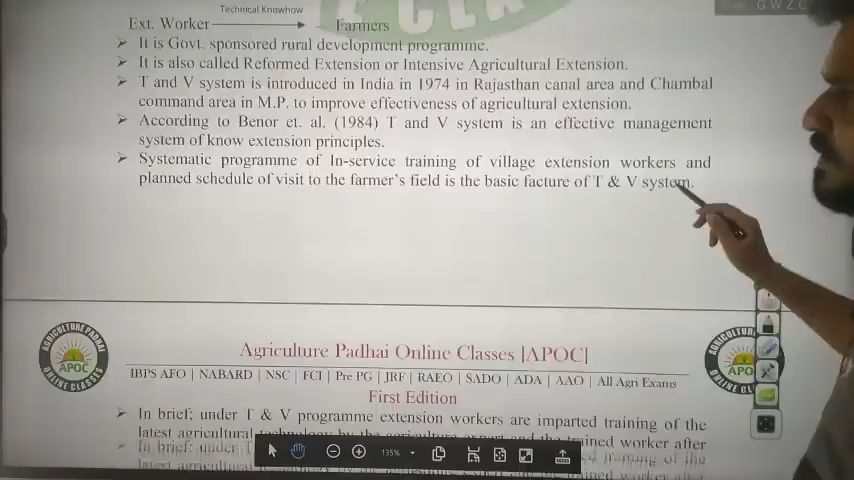 Technical Knowhow
G W Z C
Ext. Worker Farmers
➢ It is Govt. sponsored rural development programme.
➢ It is also called Reformed Extension or Intensive Agricultural Extension.
➢ T and V system is introduced in India in 1974 in Rajasthan canal area and Chambal
command area in M.P. to improve effectiveness of agricultural extension.
➢ According to Benor et. al. (1984) T and V system is an effective management
system of know extension principles.
➢ Systematic programme of In-service training of village extension workers and
planned schedule of visit to the farmer's field is the basic facture of T & V system.
AGRICULTURE PADHAI
APOC
ONLINE CLASSES
Agriculture Padhai Online Classes [APOC]
IBPS AFO | NABARD | NSC | FCI | Pre PG | JRF | RAEO | SADO | ADA | AAO | All Agri Exams
First Edition
➢ In brief; under T & V programme extension workers are imparted training of the
latest agricultural technology by the trained worker after
135%